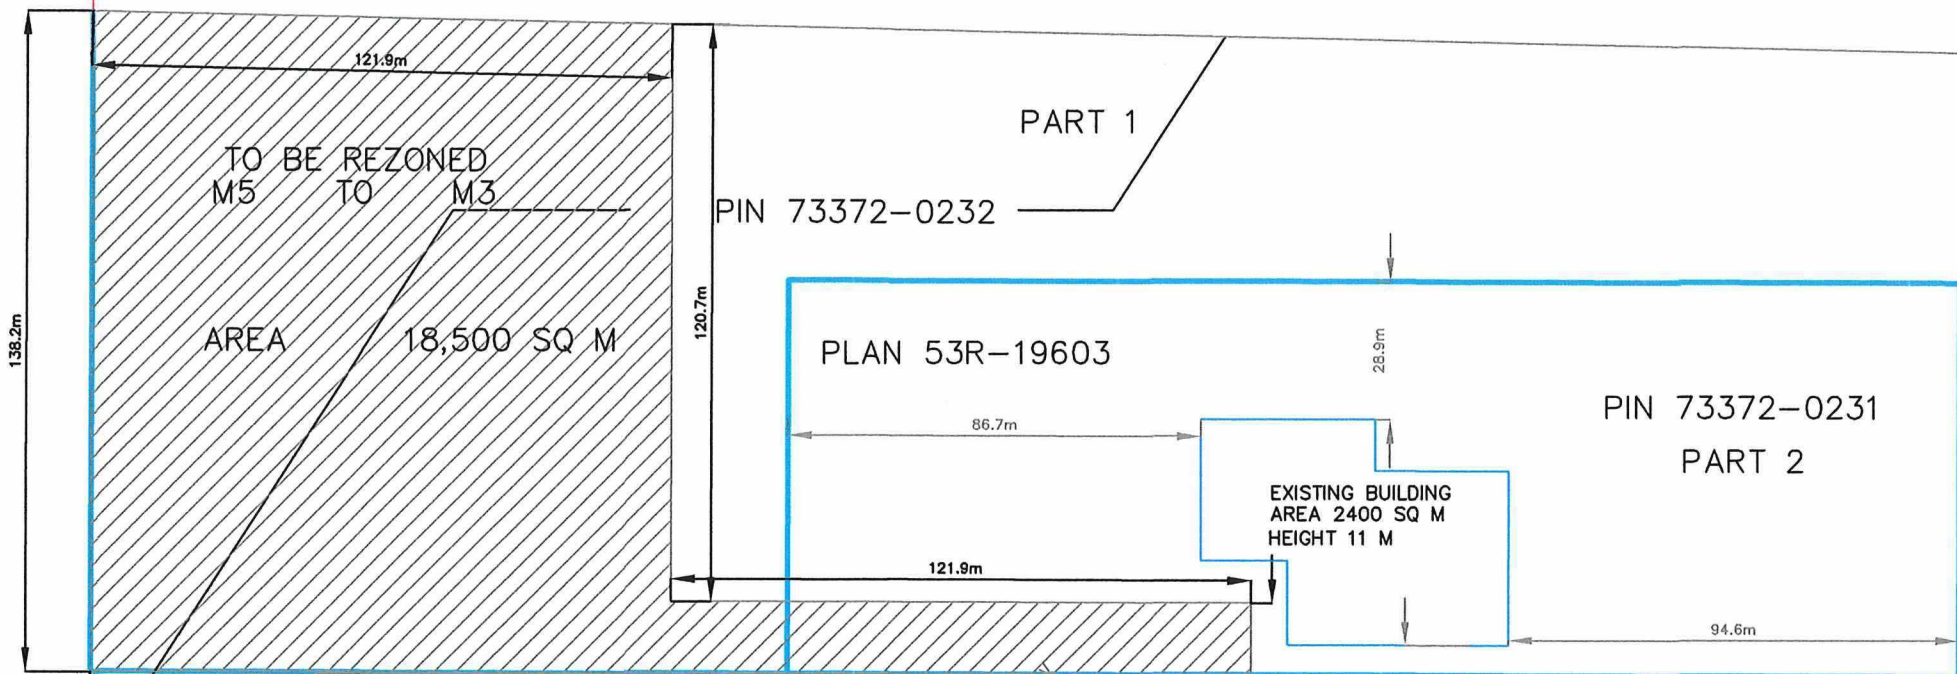 121.9m
138.2m
TO BE REZONED
M5 TO M3
AREA 18,500 SQ M
120.7m
PART 1
PIN 73372-0232
PLAN 53R-19603
28.9m
86.7m
PIN 73372-0231
PART 2
EXISTING BUILDING
AREA 2400 SQ M
HEIGHT 11 M
121.9m
94.6m